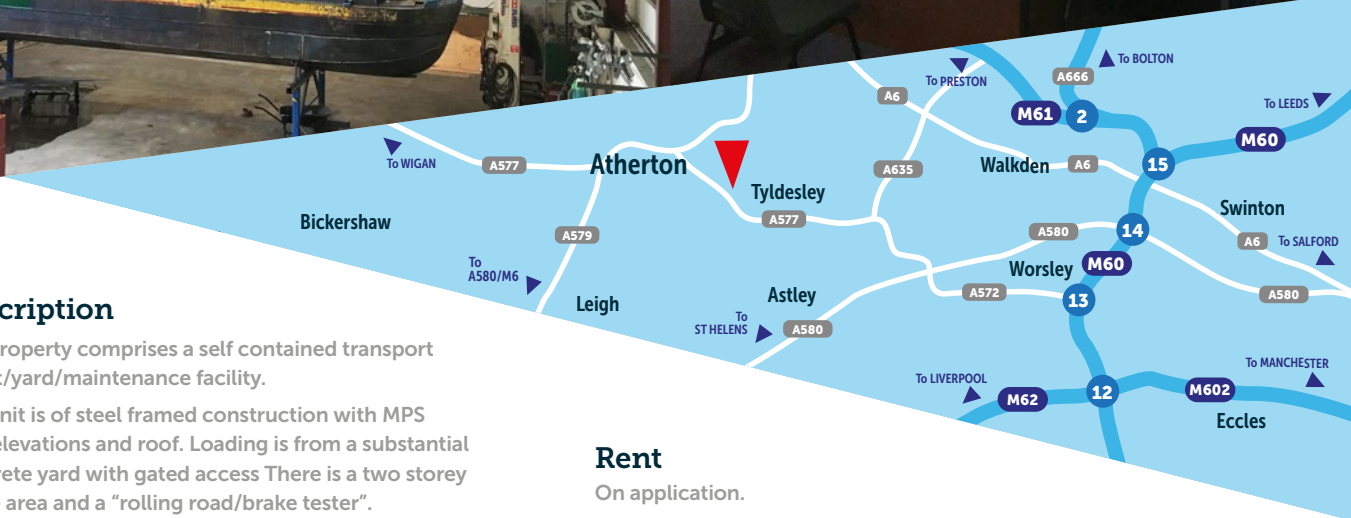 To BOLTON
To PRESTON
A666
A6
M61
2
To LEEDS
M60
To WIGAN
A577
Atherton
A635
Walkden
A6
15
Tyldesley
A577
Swinton
Bickershaw
A579
A580
14
A6
To SALFORD
To
A580/M6
Worsley
M60
Leigh
Astley
A572
13
A580
To
ST HELENS
A580
To LIVERPOOL
M62
12
M602
To MANCHESTER
Eccles
cription
roperty comprises a self contained transport
t/yard/maintenance facility.
nit is of steel framed construction with MPS
elevations and roof. Loading is from a substantial
rete yard with gated access There is a two storey
area and a “rolling road/brake tester”.
Rent
On application.